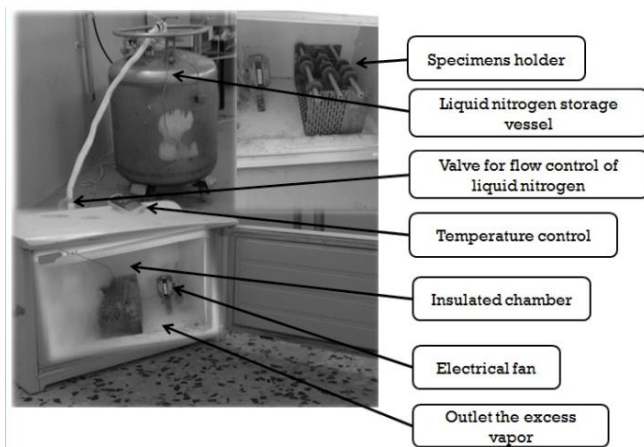 Specimens holder
Liquid nitrogen storage
vessel
Valve for flow control of
liquid nitrogen
Temperature control
Insulated chamber
Electrical fan
Outlet the excess
vapor